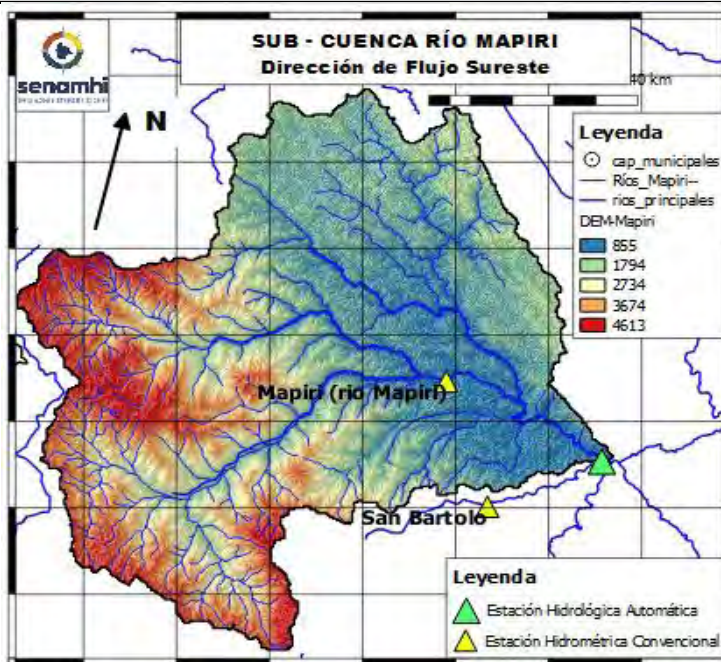 SUB - CUENCA RÍO MAPIRI
Dirección de Flujo Sureste
senamhi
N
40 km
Leyenda
cap_municipales
Ríos_Mapiri--
rios_principales
DEM-Mapiri
855
1794
2734
3674
4613
Mapiri (rio Mapiri)
San Bartolo
Leyenda
Estación Hidrológica Automática
Estación Hidrométrica Convencional